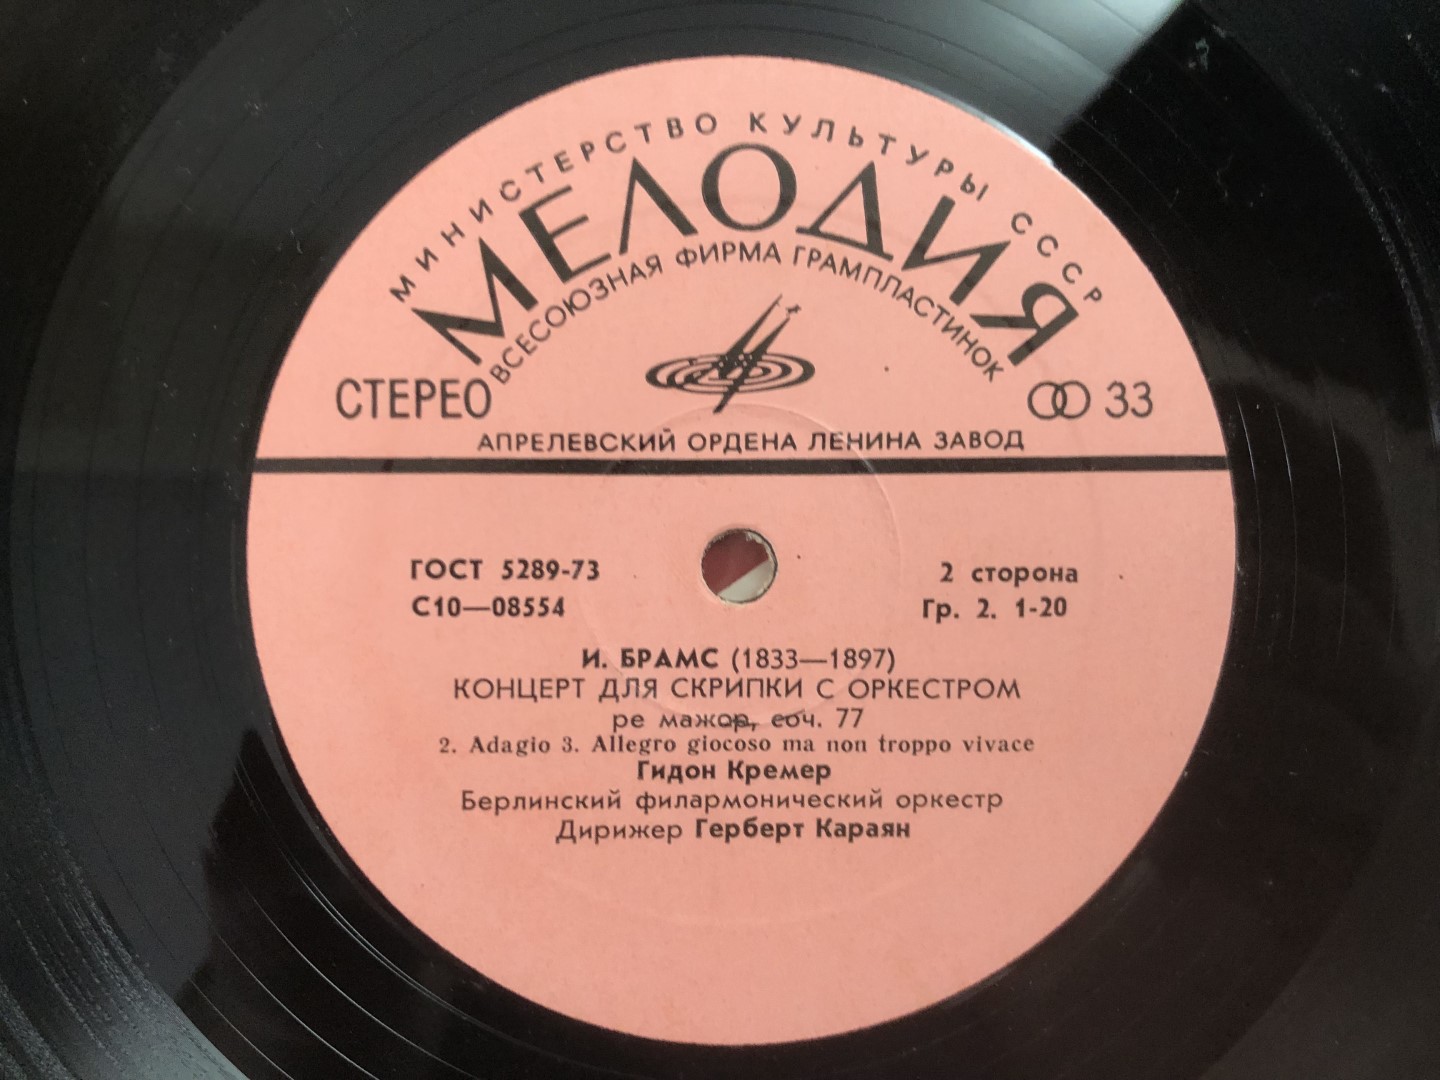 МИНИСТЕРСТВО КУЛЬТУРЫ СССР
МЕЛОДИЯ
ВСЕСОЮЗНАЯ ФИРМА ГРАМПЛАСТИНОК
СТЕРЕО
33
АПРЕЛЕВСКИЙ ОРДЕНА ЛЕНИНА ЗАВОД
ГОСТ 5289-73
2 сторона
С10—08554
Гр. 2. 1-20
И. БРАМС (1833—1897)
КОНЦЕРТ ДЛЯ СКРИПКИ С ОРКЕСТРОМ
ре мажор, соч. 77
2. Adagio 3. Allegro giocoso ma non troppo vivace
Гидон Кремер
Берлинский филармонический оркестр
Дирижер Герберт Караян